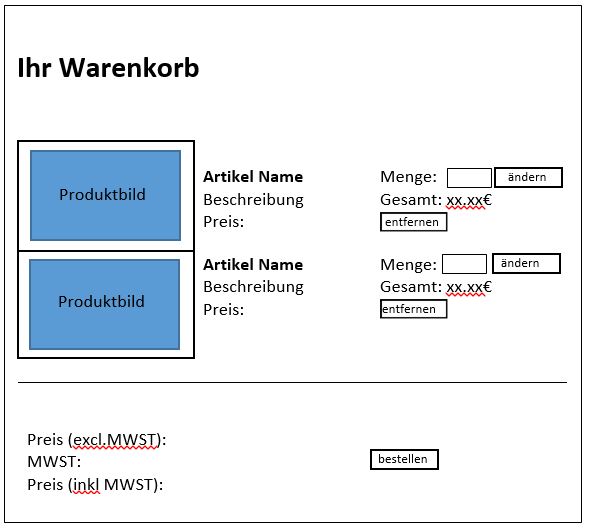 Ihr Warenkorb
Produktbild
Artikel Name
Beschreibung
Preis:
Menge:
ändern
Gesamt: xx.xx€
entfernen
Produktbild
Artikel Name
Beschreibung
Preis:
Menge:
ändern
Gesamt: xx.xx€
entfernen
Preis (excl.MWST):
MWST:
Preis (inkl MWST):
bestellen